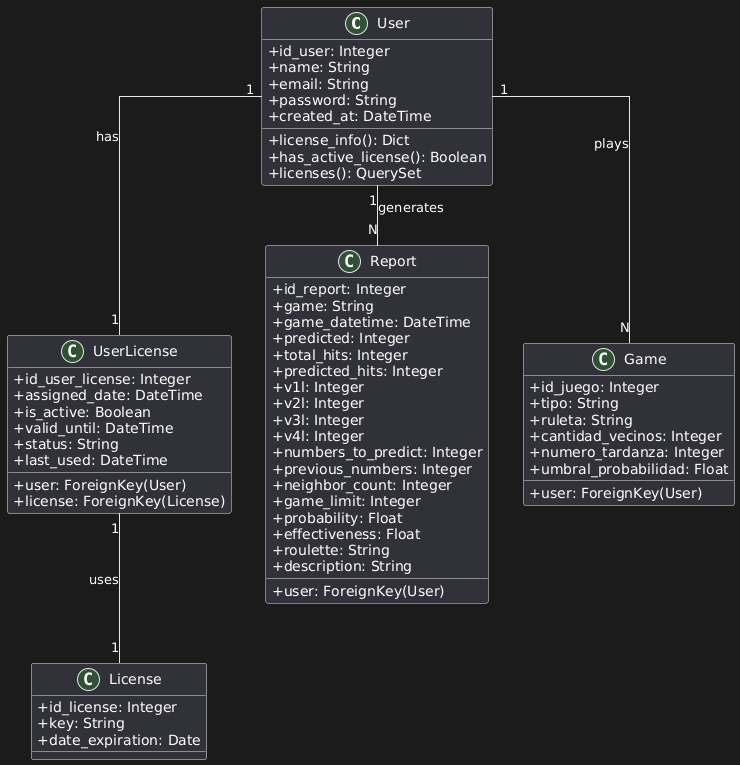 C User
+id_user: Integer
+name: String
+email: String
+password: String
+created_at: DateTime
+license_info(): Dict
+has_active_license(): Boolean
+licenses(): QuerySet
1
has
1
1
generates
N
1
plays
N
C UserLicense
+id_user_license: Integer
+assigned_date: DateTime
+is_active: Boolean
+valid_until: DateTime
+status: String
+last_used: DateTime
+user: ForeignKey(User)
+license: ForeignKey(License)
C Report
+id_report: Integer
+game: String
+game_datetime: DateTime
+predicted: Integer
+total_hits: Integer
+predicted_hits: Integer
+v1l: Integer
+v2l: Integer
+v3l: Integer
+v4l: Integer
+numbers_to_predict: Integer
+previous_numbers: Integer
+neighbor_count: Integer
+game_limit: Integer
+probability: Float
+effectiveness: Float
+roulette: String
+description: String
+user: ForeignKey(User)
C Game
+id_juego: Integer
+tipo: String
+ruleta: String
+cantidad_vecinos: Integer
+numero_tardanza: Integer
+umbral_probabilidad: Float
+user: ForeignKey(User)
1
uses
1
C License
+id_license: Integer
+key: String
+date_expiration: Date